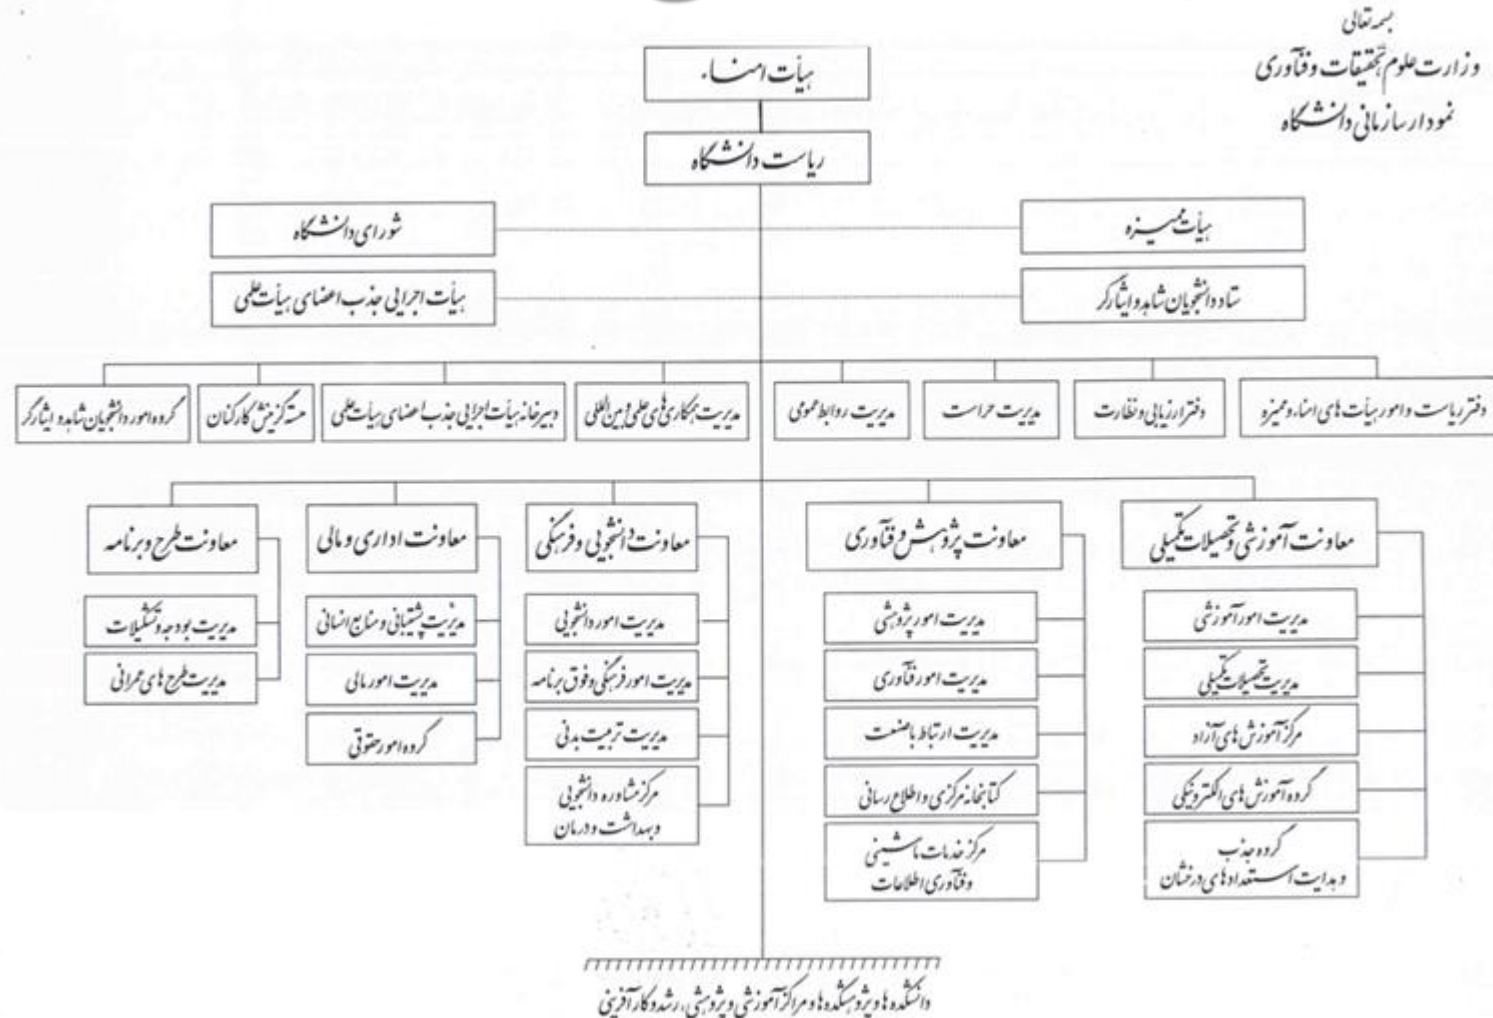 بسمه تعالی
وزارت علوم، تحقیقات و فنآوری
نمودار سازمانی دانشگاه
هیأت امناء
ریاست دانشگاه
هیأت ممیزه
شورای دانشگاه
ستاد دانشجویان شاهد و ایثارگر
هیأت اجرایی جذب اعضای هیأت علمی
دفتر ریاست و امور هیأت های امناء و ممیزه
دفتر ارزیابی و نظارت
مدیریت حراست
مدیریت روابط عمومی
مدیریت همکاری های علمی و بین المللی
دبیرخانه هیأت اجرایی جذب اعضای هیأت علمی
هسته گزینش کارکنان
گروه امور دانشجویان شاهد و ایثارگر
معاونت آموزشی و تحصیلات تکمیلی
مدیریت امور آموزشی
مدیریت تحصیلات تکمیلی
مرکز آموزش های آزاد
گروه آموزش های الکترونیکی
گروه جذب
و هدایت استعدادهای درخشان
معاونت پژوهش و فنآوری
مدیریت امور پژوهشی
مدیریت امور فنآوری
مدیریت ارتباط با صنعت
کتابخانه مرکزی و اطلاع رسانی
مرکز خدمات ماشینی
و فنآوری اطلاعات
معاونت دانشجویی و فرهنگی
مدیریت امور دانشجویی
مدیریت امور فرهنگی و فوق برنامه
مدیریت تربیت بدنی
مرکز مشاوره دانشجویی
و بهداشت و درمان
معاونت اداری و مالی
مدیریت پشتیبانی و منابع انسانی
مدیریت امور مالی
گروه امور حقوقی
معاونت طرح و برنامه
مدیریت بودجه و تشکیلات
مدیریت طرح های عمرانی
دانشکده ها و پژوهشکده ها و مراکز آموزشی و پژوهشی، رشد و کارآفرینی